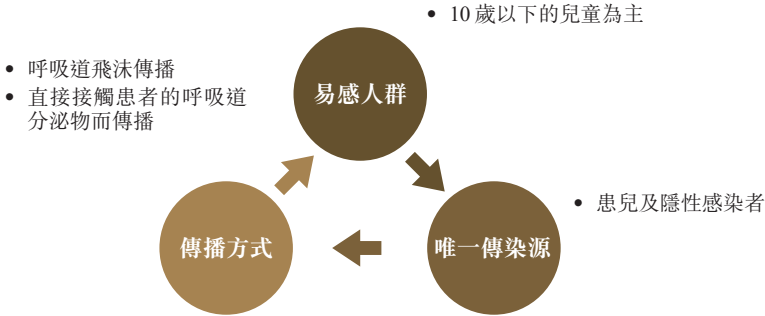 • 10 歲以下的兒童為主
易感人群
• 呼吸道飛沫傳播
• 直接接觸患者的呼吸道
分泌物而傳播
• 患兒及隱性感染者
唯一傳染源
傳播方式